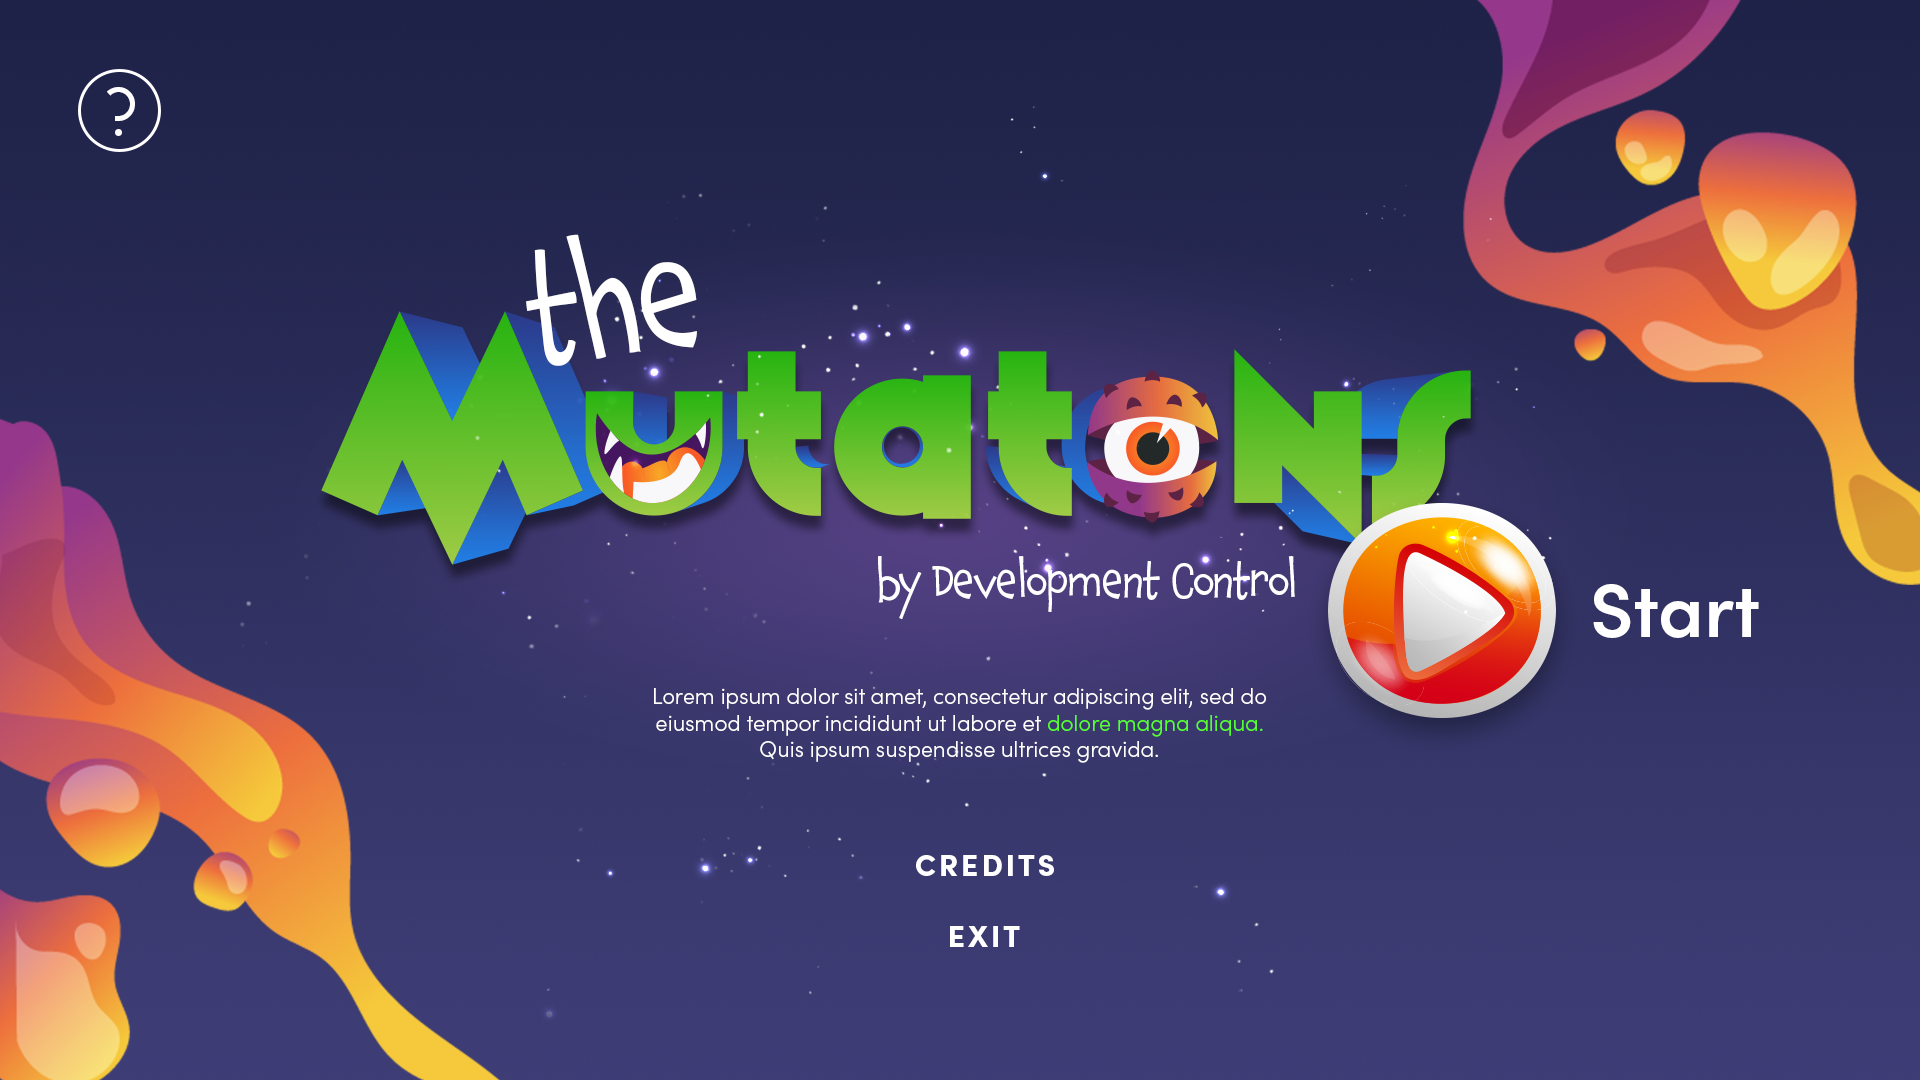 ?
the
Mutatons
by Development Control
Start
Lorem ipsum dolor sit amet, consectetur adipiscing elit, sed do
eiusmod tempor incididunt ut labore et dolore magna aliqua.
Quis ipsum suspendisse ultrices gravida.
CREDITS
EXIT